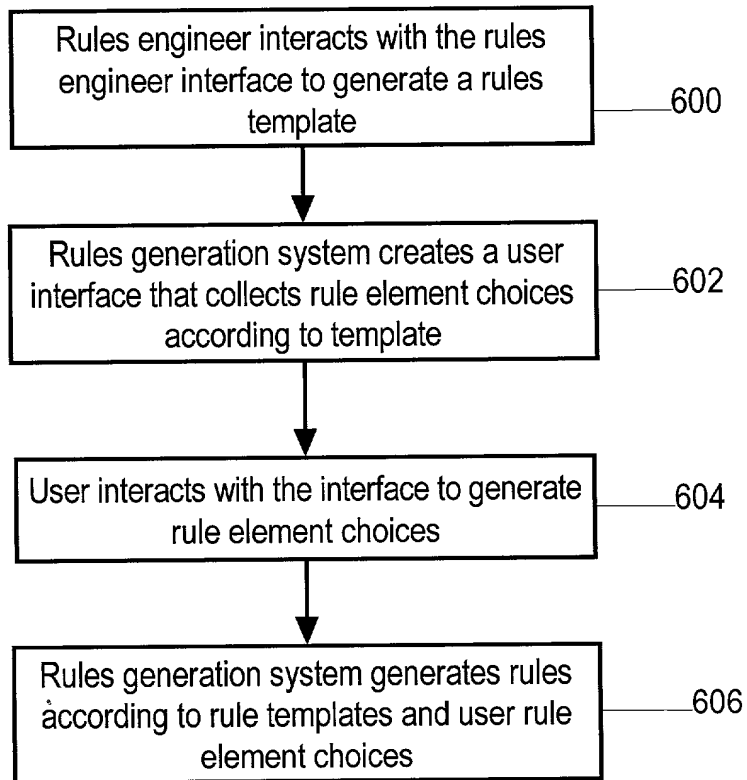 Rules engineer interacts with the rules
engineer interface to generate a rules
template
600
Rules generation system creates a user
interface that collects rule element choices
according to template
602
User interacts with the interface to generate
rule element choices
604
Rules generation system generates rules
according to rule templates and user rule
element choices
606